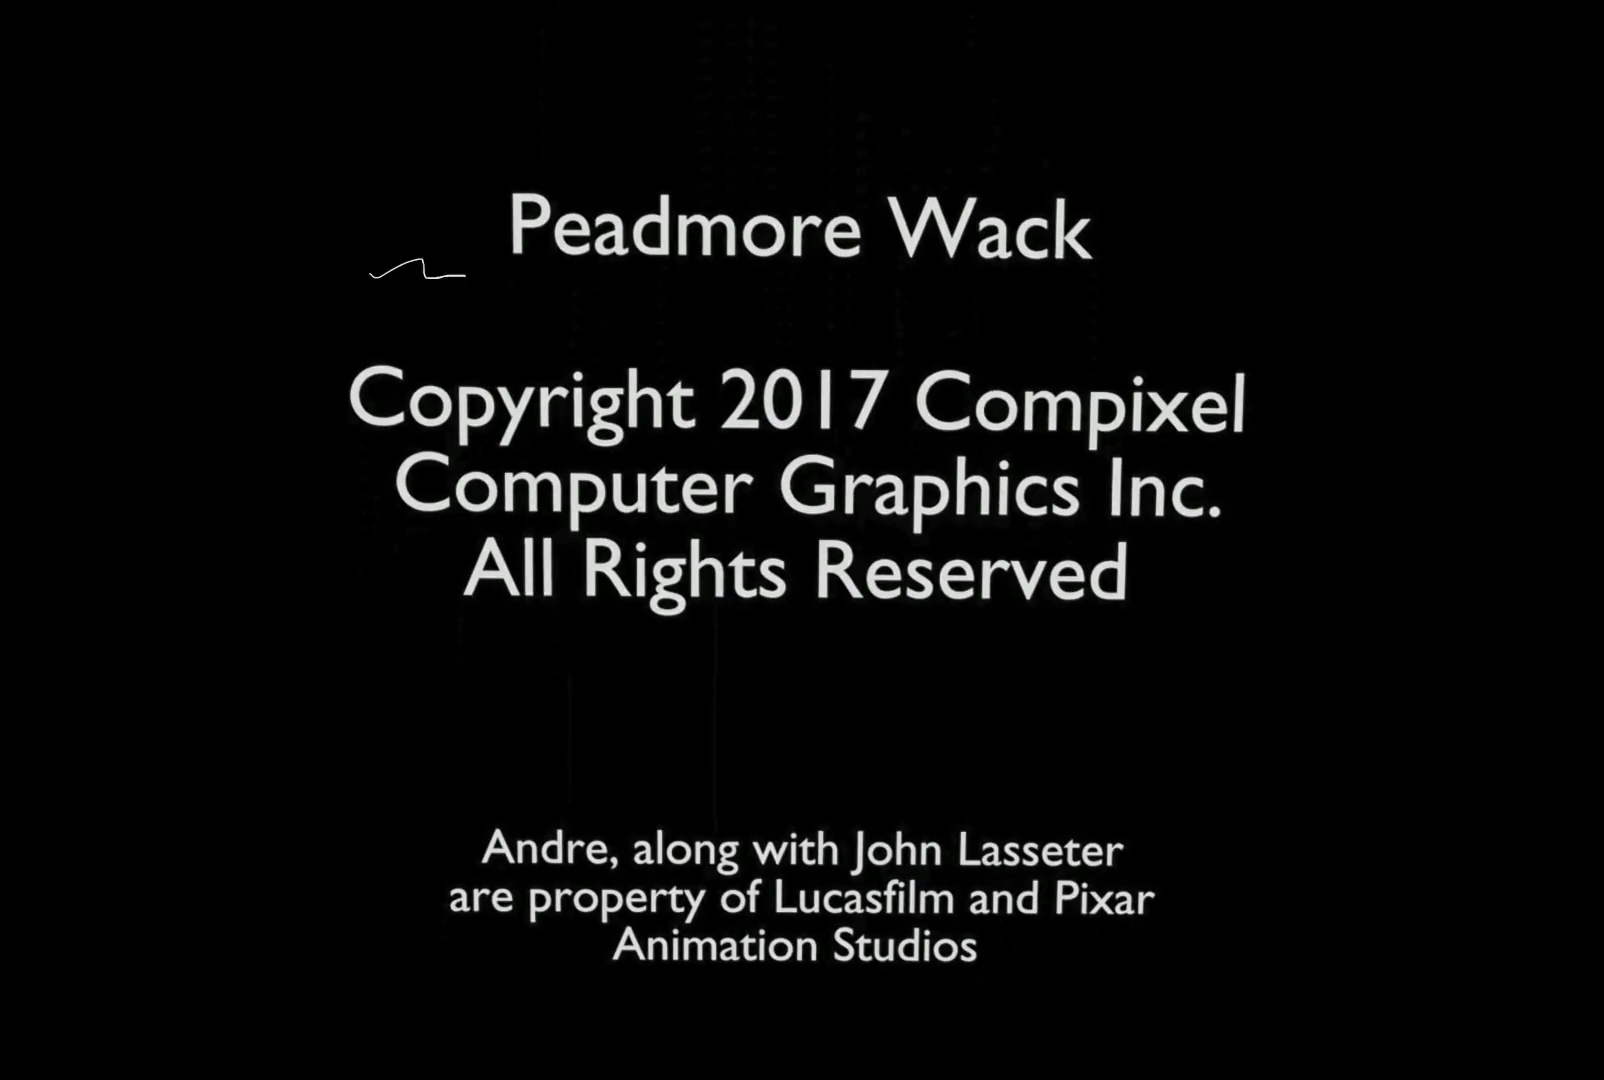 Peadmore Wack
Copyright 2017 Compixel
Computer Graphics Inc.
All Rights Reserved
Andre, along with John Lasseter
are property of Lucasfilm and Pixar
Animation Studios